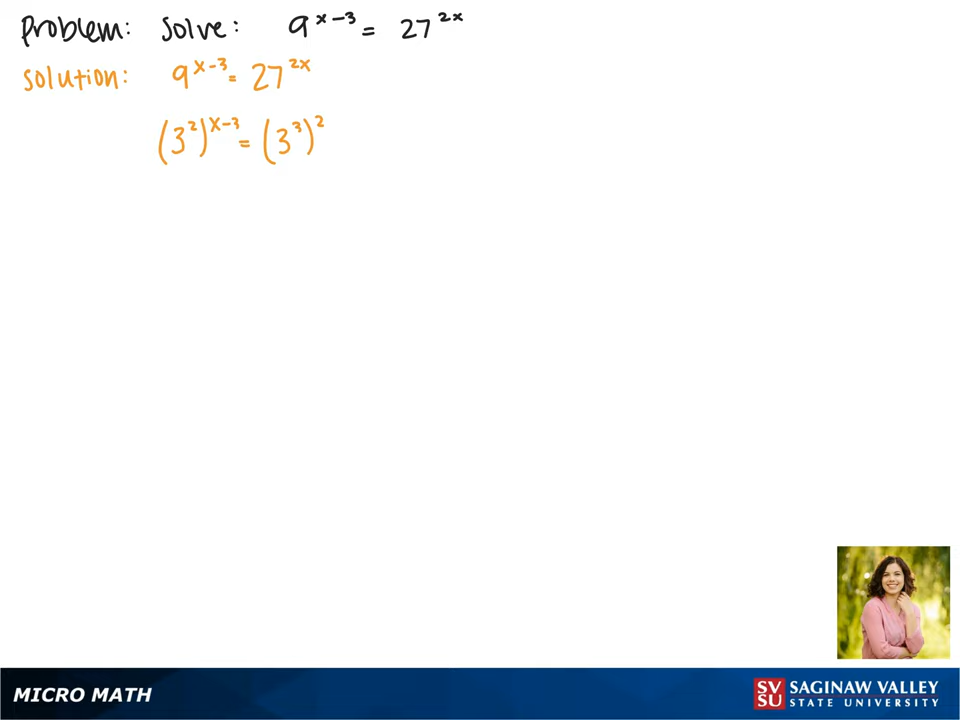 problem: solve: 9^(x-3) = 27^(2x)
solution: 9^(x-3) = 27^(2x)
(3^2)^(x-3) = (3^3)^2
MICRO MATH
SVSU SAGINAW VALLEY
STATE UNIVERSITY